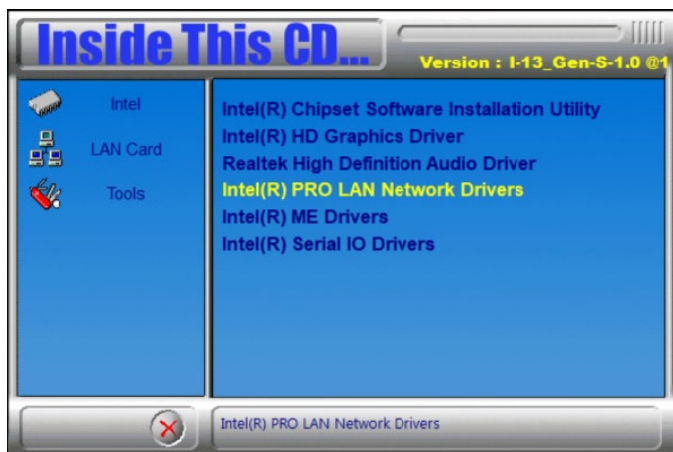 Inside This CD...
Version : I-13_Gen-S-1.0 @1
Intel
LAN Card
Tools
Intel(R) Chipset Software Installation Utility
Intel(R) HD Graphics Driver
Realtek High Definition Audio Driver
Intel(R) PRO LAN Network Drivers
Intel(R) ME Drivers
Intel(R) Serial IO Drivers
Intel(R) PRO LAN Network Drivers